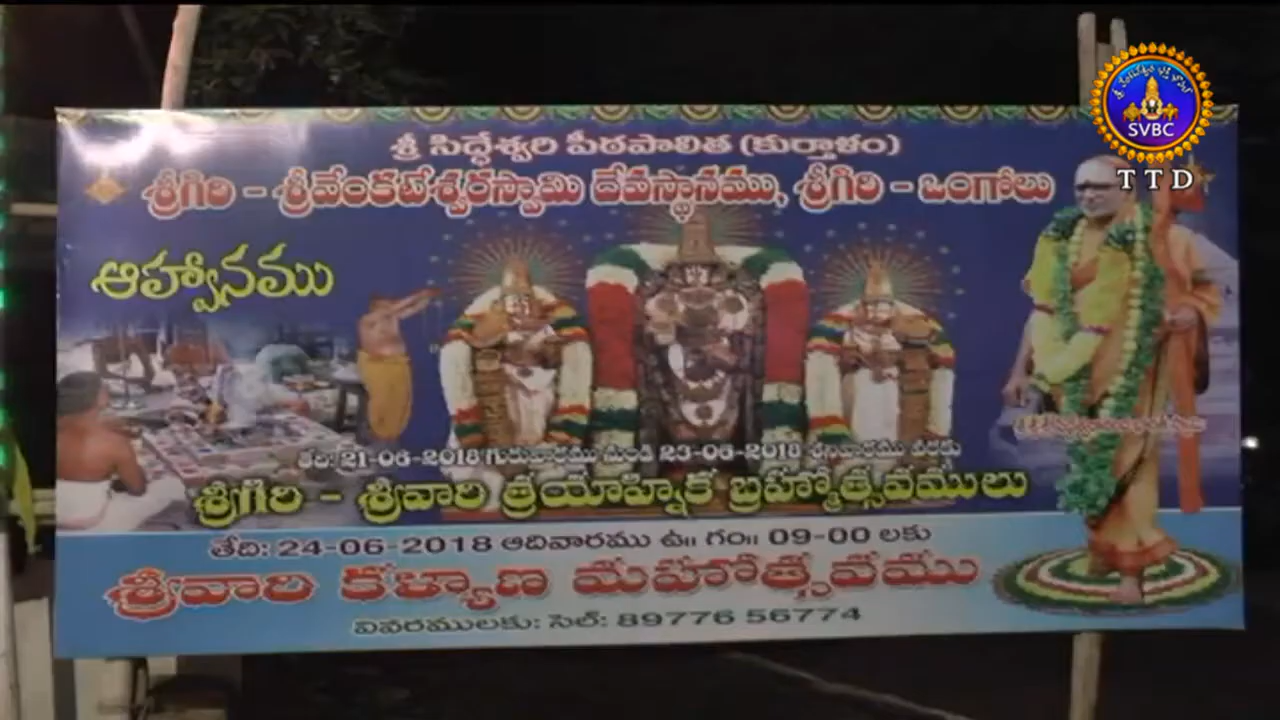 శ్రీ సిద్ధేశ్వరి పీఠపాలిత (కుర్తాళం)
శ్రీగిరి - శ్రీవేంకటేశ్వరస్వామి దేవస్థానము, శ్రీగిరి - ఒంగోలు
ఆహ్వానము
తేది: 21-06-2018 గురువారము నుండి 23-06-2018 శనివారము వరకు
శ్రీగిరి - శ్రీవారి త్రయాహ్నిక బ్రహ్మోత్సవములు
తేది: 24-06-2018 ఆదివారము ఉ॥ గం॥ 09-00 లకు
శ్రీవారి కళ్యాణ మహోత్సవము
వివరములకు: సెల్: 89776 56774
SVBC
TTD